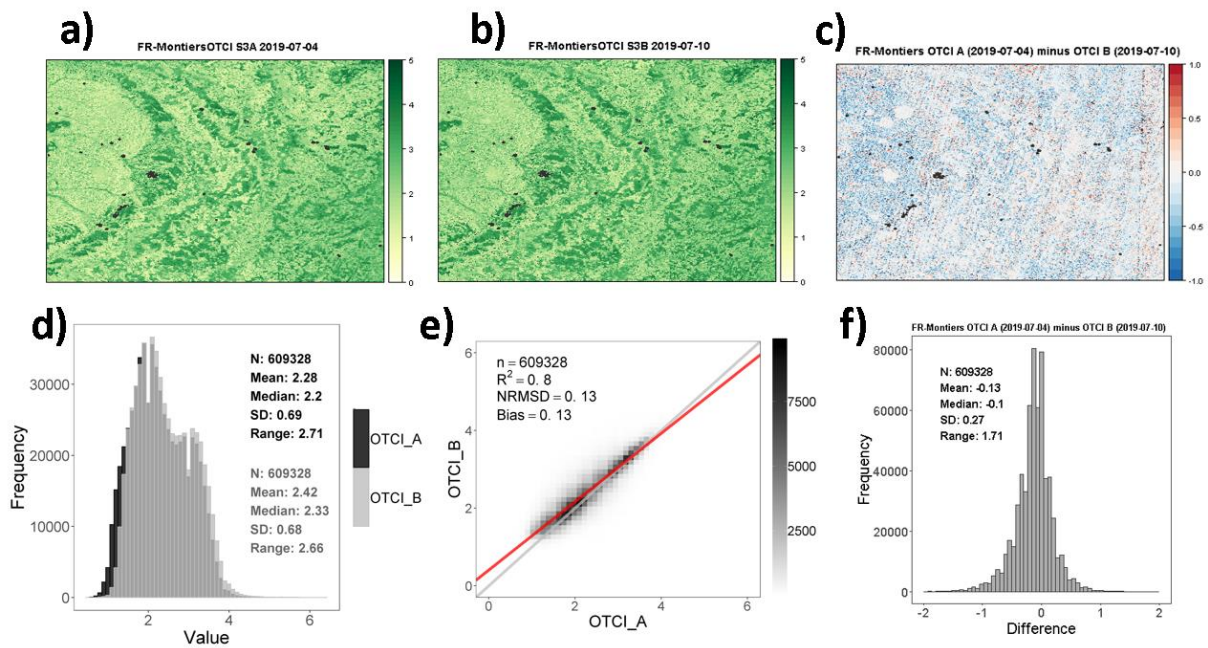 a)
FR-MontiersOTCI S3A 2019-07-04
5
4
3
2
1
0
b)
FR-MontiersOTCI S3B 2019-07-10
5
4
3
2
1
0
c)
FR-Montiers OTCI A (2019-07-04) minus OTCI B (2019-07-10)
1.0
0.5
0.0
-0.5
-1.0
d)
Frequency
30000
20000
10000
0
2
4
6
Value
N: 609328
Mean: 2.28
Median: 2.2
SD: 0.69
Range: 2.71
N: 609328
Mean: 2.42
Median: 2.33
SD: 0.68
Range: 2.66
OTCI_A
OTCI_B
e)
OTCI_B
6
4
2
0
0
2
4
6
OTCI_A
n = 609328
R² = 0. 8
NRMSD = 0. 13
Bias = 0. 13
7500
5000
2500
f)
FR-Montiers OTCI A (2019-07-04) minus OTCI B (2019-07-10)
Frequency
80000
60000
40000
20000
0
-2
-1
0
1
2
Difference
N: 609328
Mean: -0.13
Median: -0.1
SD: 0.27
Range: 1.71